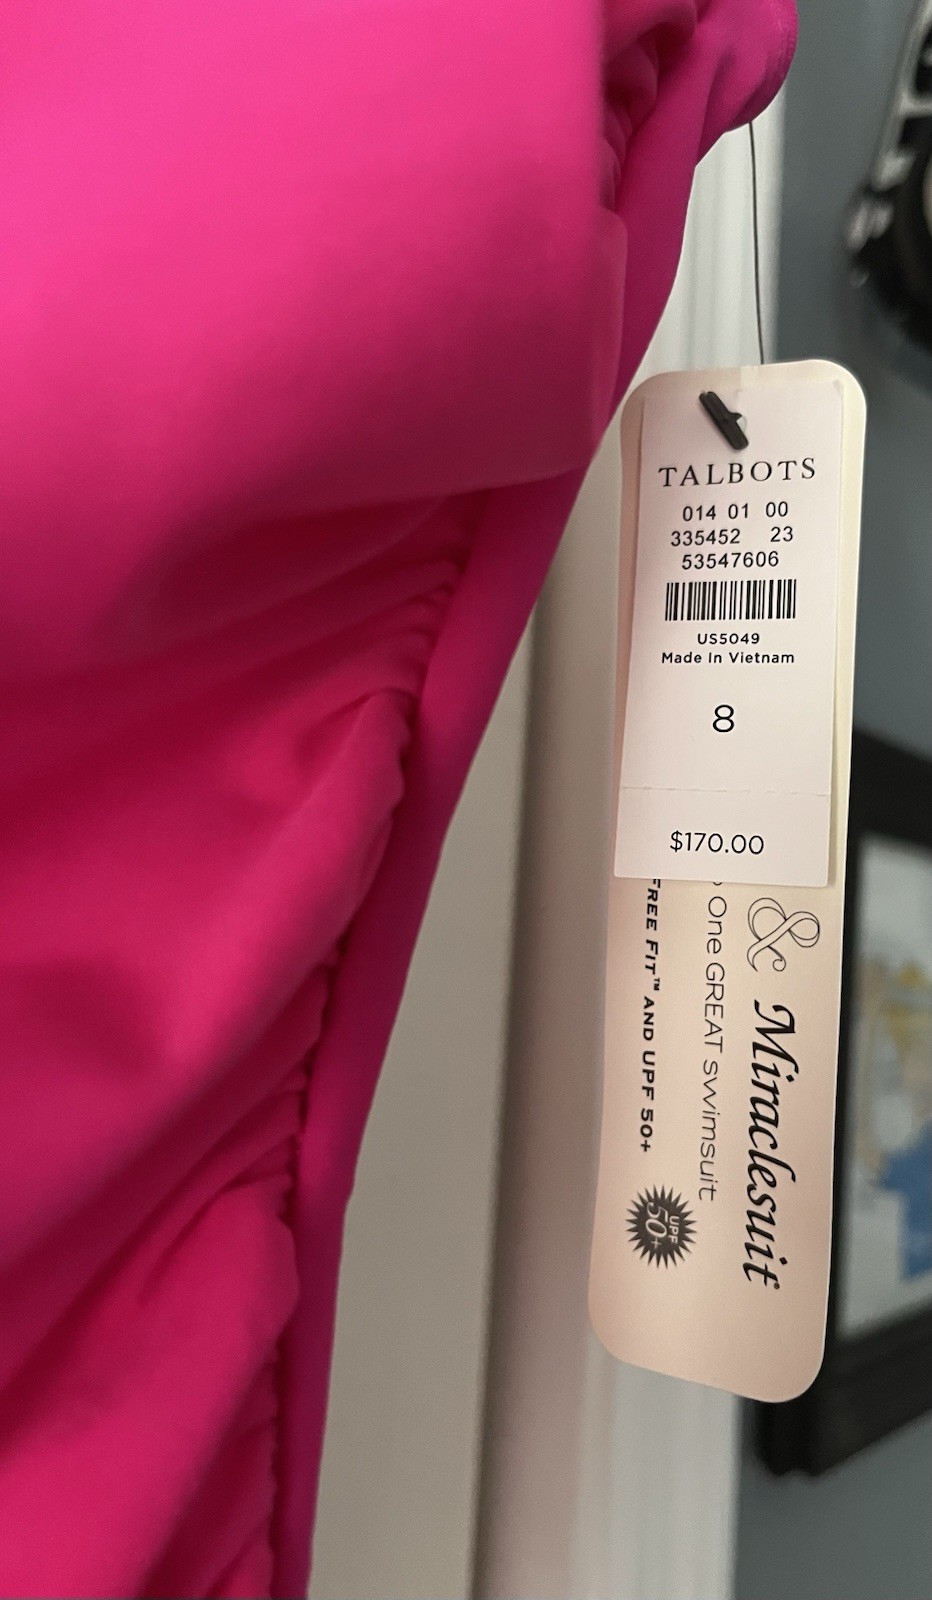 TALBOTS
014 01 00
335452 23
53547606
US5049
Made In Vietnam
8
$170.00
& Miraclesuit®
One GREAT swimsuit
FREE FIT™ AND UPF 50+
UPF
50+